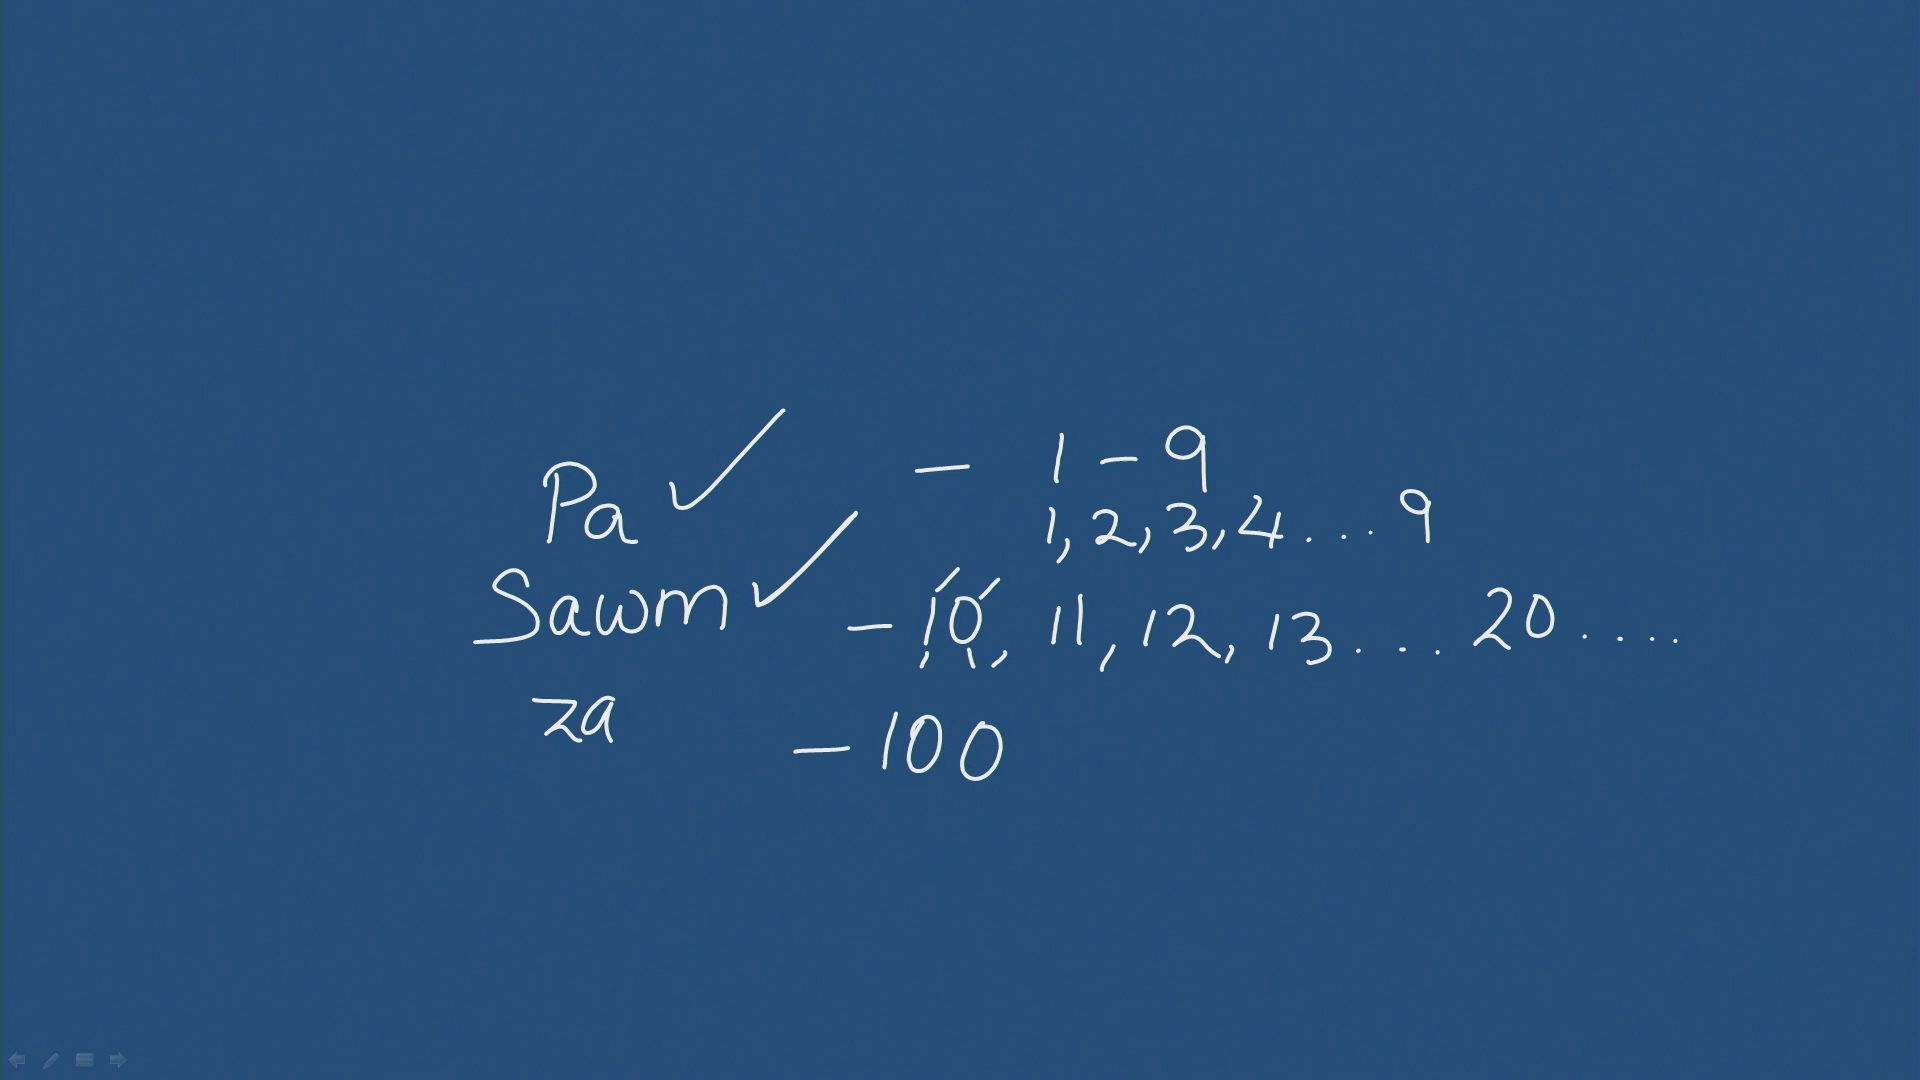 Pa ✓ - 1-9
1, 2, 3, 4 . . . 9
Sawm ✓ - 10, 11, 12, 13 . . . 20 . . . .
za - 100